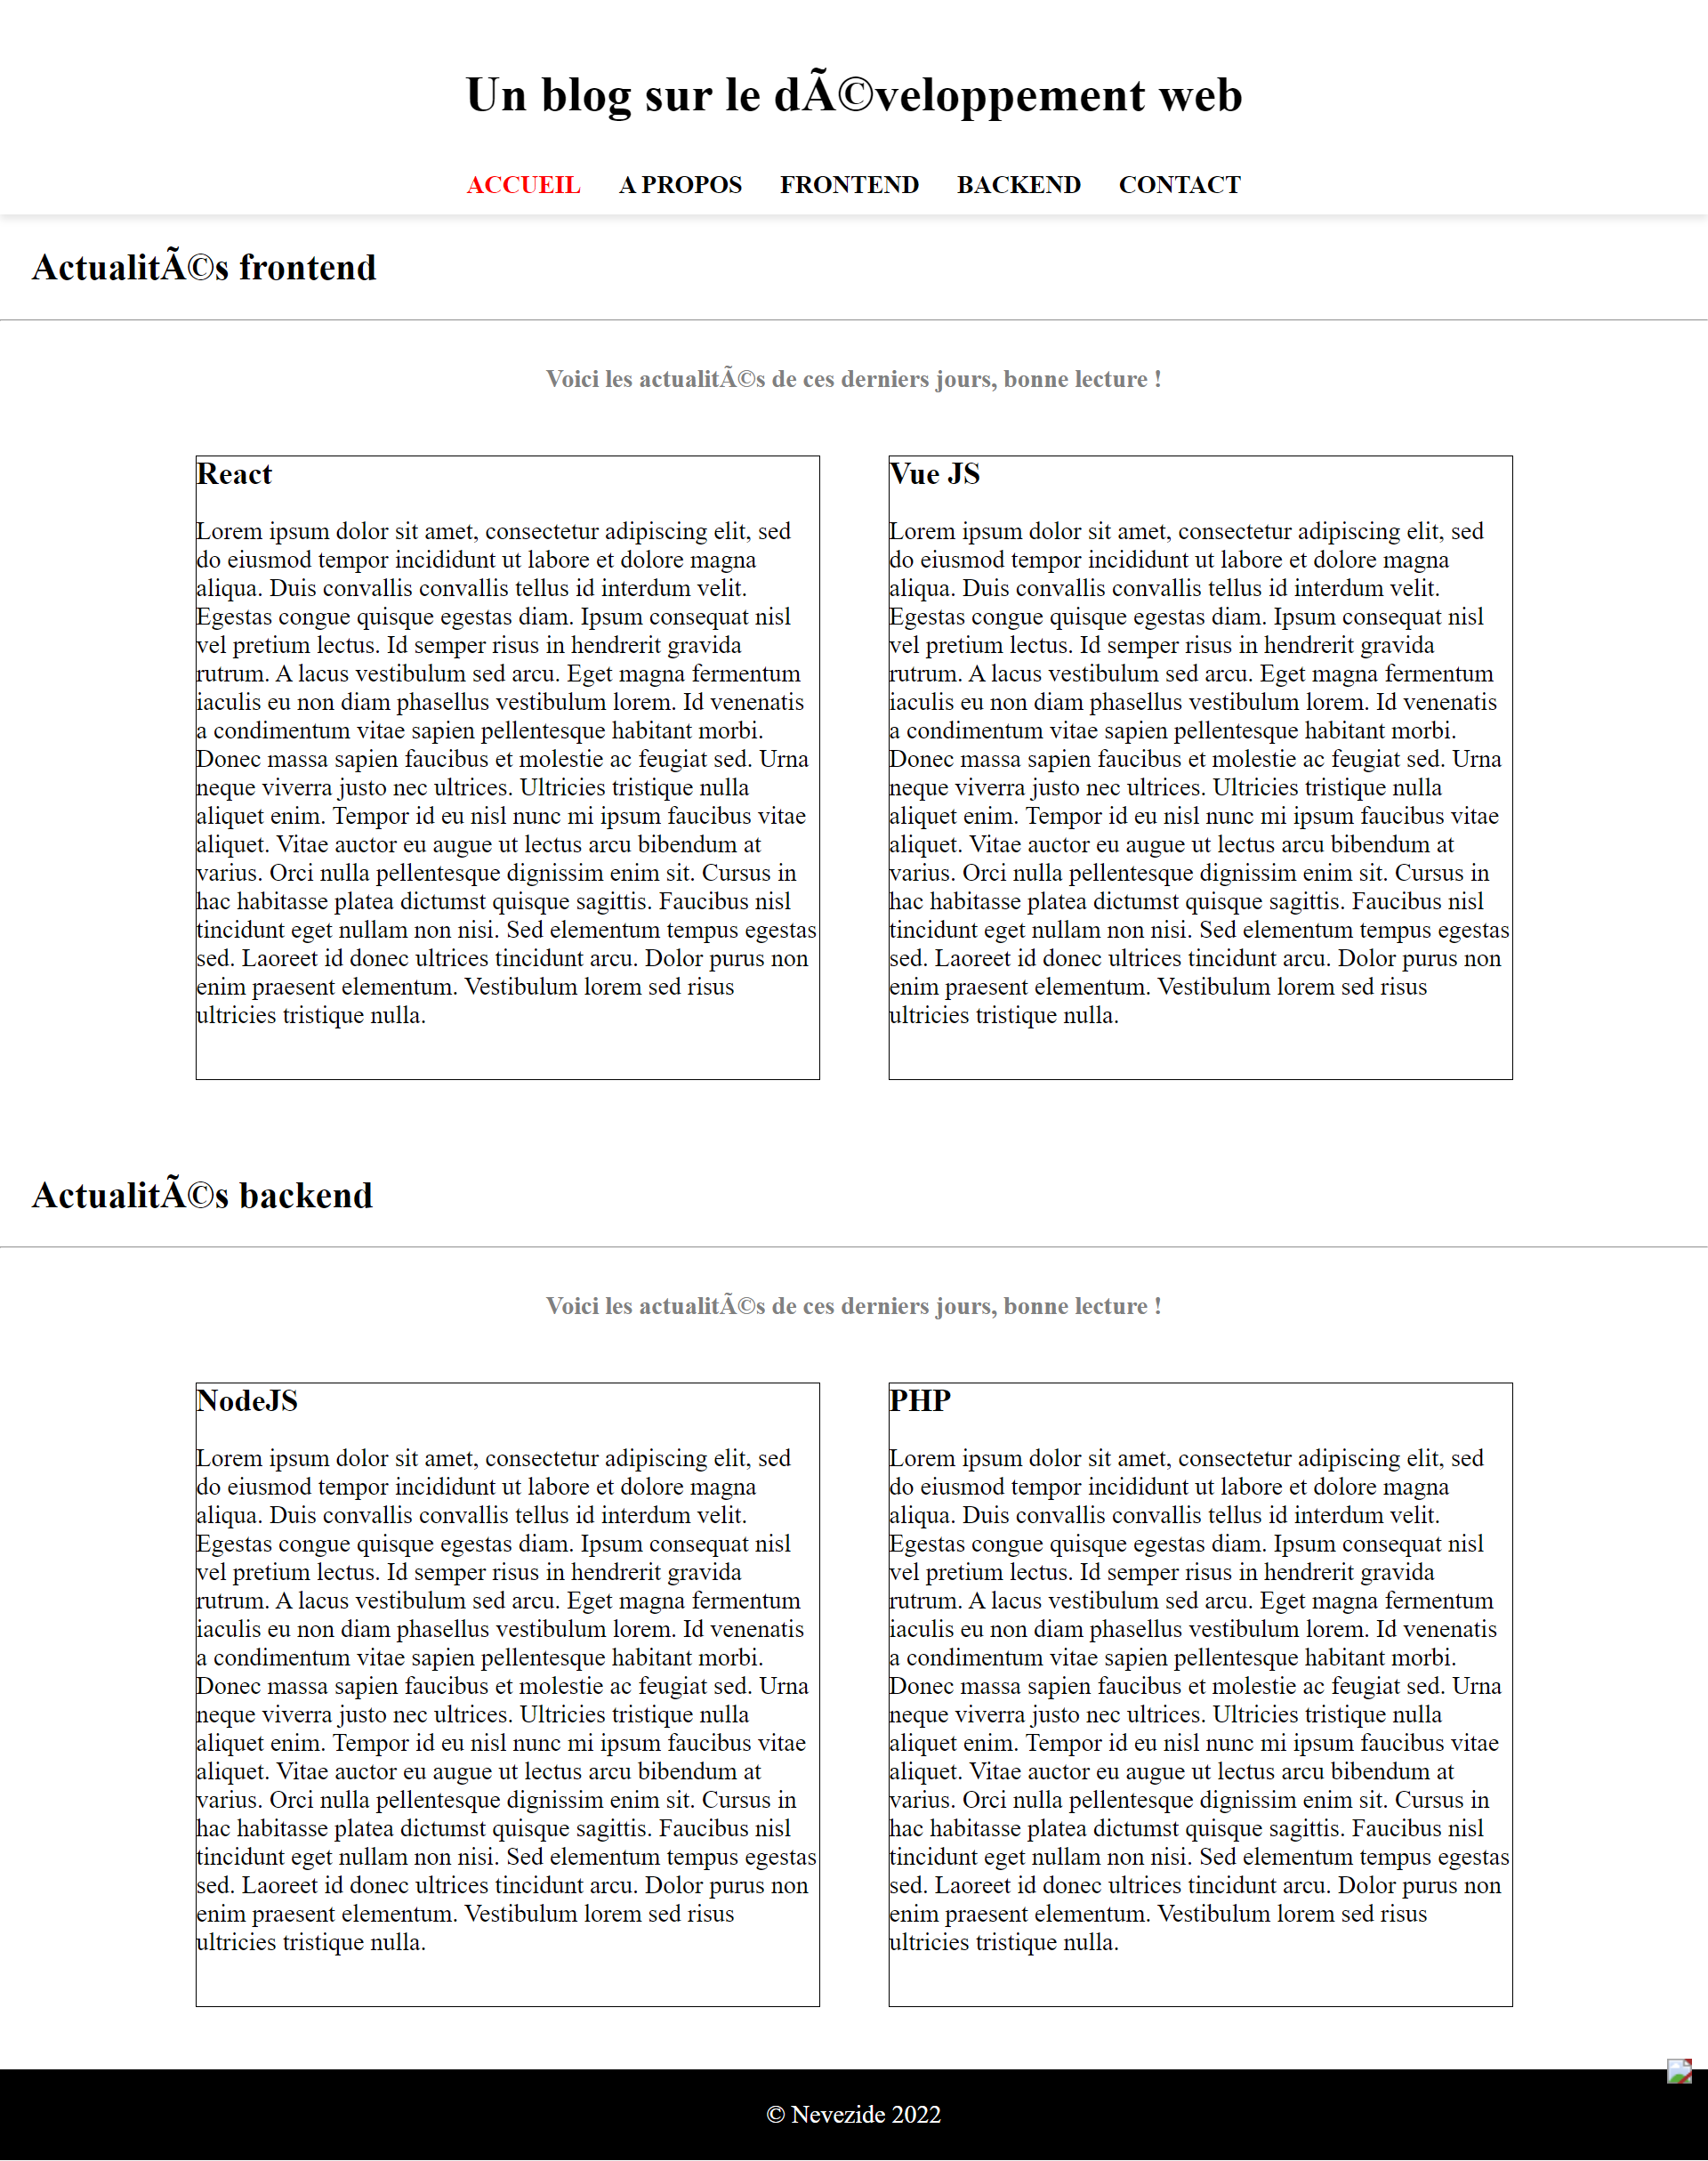 Un blog sur le dÃ©veloppement web
ACCUEIL A PROPOS FRONTEND BACKEND CONTACT
ActualitÃ©s frontend
Voici les actualitÃ©s de ces derniers jours, bonne lecture !
React
Lorem ipsum dolor sit amet, consectetur adipiscing elit, sed
do eiusmod tempor incididunt ut labore et dolore magna
aliqua. Duis convallis convallis tellus id interdum velit.
Egestas congue quisque egestas diam. Ipsum consequat nisl
vel pretium lectus. Id semper risus in hendrerit gravida
rutrum. A lacus vestibulum sed arcu. Eget magna fermentum
iaculis eu non diam phasellus vestibulum lorem. Id venenatis
a condimentum vitae sapien pellentesque habitant morbi.
Donec massa sapien faucibus et molestie ac feugiat sed. Urna
neque viverra justo nec ultrices. Ultricies tristique nulla
aliquet enim. Tempor id eu nisl nunc mi ipsum faucibus vitae
aliquet. Vitae auctor eu augue ut lectus arcu bibendum at
varius. Orci nulla pellentesque dignissim enim sit. Cursus in
hac habitasse platea dictumst quisque sagittis. Faucibus nisl
tincidunt eget nullam non nisi. Sed elementum tempus egestas
sed. Laoreet id donec ultrices tincidunt arcu. Dolor purus non
enim praesent elementum. Vestibulum lorem sed risus
ultricies tristique nulla.
Vue JS
Lorem ipsum dolor sit amet, consectetur adipiscing elit, sed
do eiusmod tempor incididunt ut labore et dolore magna
aliqua. Duis convallis convallis tellus id interdum velit.
Egestas congue quisque egestas diam. Ipsum consequat nisl
vel pretium lectus. Id semper risus in hendrerit gravida
rutrum. A lacus vestibulum sed arcu. Eget magna fermentum
iaculis eu non diam phasellus vestibulum lorem. Id venenatis
a condimentum vitae sapien pellentesque habitant morbi.
Donec massa sapien faucibus et molestie ac feugiat sed. Urna
neque viverra justo nec ultrices. Ultricies tristique nulla
aliquet enim. Tempor id eu nisl nunc mi ipsum faucibus vitae
aliquet. Vitae auctor eu augue ut lectus arcu bibendum at
varius. Orci nulla pellentesque dignissim enim sit. Cursus in
hac habitasse platea dictumst quisque sagittis. Faucibus nisl
tincidunt eget nullam non nisi. Sed elementum tempus egestas
sed. Laoreet id donec ultrices tincidunt arcu. Dolor purus non
enim praesent elementum. Vestibulum lorem sed risus
ultricies tristique nulla.
ActualitÃ©s backend
Voici les actualitÃ©s de ces derniers jours, bonne lecture !
NodeJS
Lorem ipsum dolor sit amet, consectetur adipiscing elit, sed
do eiusmod tempor incididunt ut labore et dolore magna
aliqua. Duis convallis convallis tellus id interdum velit.
Egestas congue quisque egestas diam. Ipsum consequat nisl
vel pretium lectus. Id semper risus in hendrerit gravida
rutrum. A lacus vestibulum sed arcu. Eget magna fermentum
iaculis eu non diam phasellus vestibulum lorem. Id venenatis
a condimentum vitae sapien pellentesque habitant morbi.
Donec massa sapien faucibus et molestie ac feugiat sed. Urna
neque viverra justo nec ultrices. Ultricies tristique nulla
aliquet enim. Tempor id eu nisl nunc mi ipsum faucibus vitae
aliquet. Vitae auctor eu augue ut lectus arcu bibendum at
varius. Orci nulla pellentesque dignissim enim sit. Cursus in
hac habitasse platea dictumst quisque sagittis. Faucibus nisl
tincidunt eget nullam non nisi. Sed elementum tempus egestas
sed. Laoreet id donec ultrices tincidunt arcu. Dolor purus non
enim praesent elementum. Vestibulum lorem sed risus
ultricies tristique nulla.
PHP
Lorem ipsum dolor sit amet, consectetur adipiscing elit, sed
do eiusmod tempor incididunt ut labore et dolore magna
aliqua. Duis convallis convallis tellus id interdum velit.
Egestas congue quisque egestas diam. Ipsum consequat nisl
vel pretium lectus. Id semper risus in hendrerit gravida
rutrum. A lacus vestibulum sed arcu. Eget magna fermentum
iaculis eu non diam phasellus vestibulum lorem. Id venenatis
a condimentum vitae sapien pellentesque habitant morbi.
Donec massa sapien faucibus et molestie ac feugiat sed. Urna
neque viverra justo nec ultrices. Ultricies tristique nulla
aliquet enim. Tempor id eu nisl nunc mi ipsum faucibus vitae
aliquet. Vitae auctor eu augue ut lectus arcu bibendum at
varius. Orci nulla pellentesque dignissim enim sit. Cursus in
hac habitasse platea dictumst quisque sagittis. Faucibus nisl
tincidunt eget nullam non nisi. Sed elementum tempus egestas
sed. Laoreet id donec ultrices tincidunt arcu. Dolor purus non
enim praesent elementum. Vestibulum lorem sed risus
ultricies tristique nulla.
© Nevezide 2022